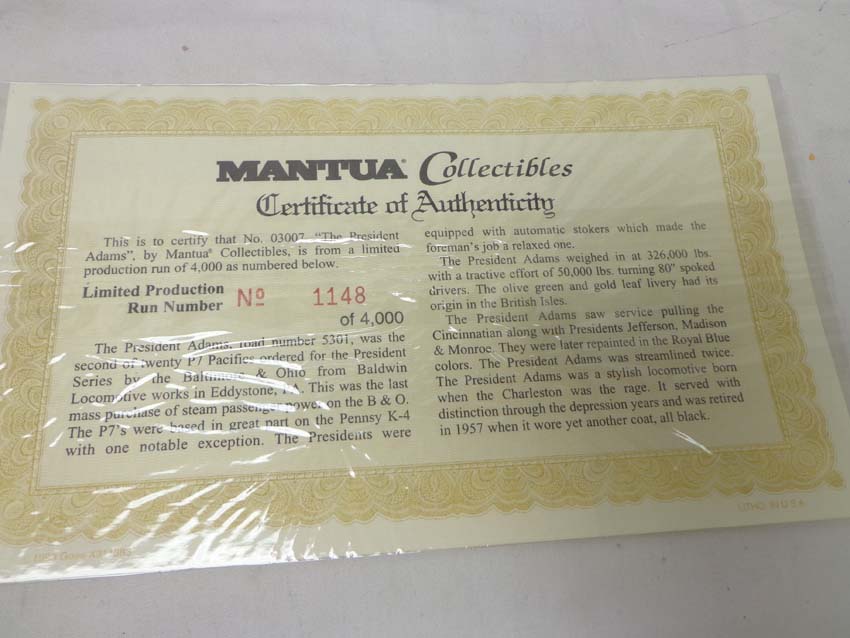 MANTUA® Collectibles
Certificate of Authenticity
This is to certify that No. 03007, "The President
Adams", by Mantua® Collectibles, is from a limited
production run of 4,000 as numbered below.
Limited Production
Run Number Nº 1148
of 4,000
The President Adams, road number 5301, was the
second of twenty P7 Pacifics ordered for the President
Series by the Baltimore & Ohio from Baldwin
Locomotive works in Eddystone, PA. This was the last
mass purchase of steam passenger power on the B & O.
The P7's were based in great part on the Pennsy K-4
with one notable exception. The Presidents were
equipped with automatic stokers which made the
foreman's job a relaxed one.
The President Adams weighed in at 326,000 lbs.
with a tractive effort of 50,000 lbs. turning 80" spoked
drivers. The olive green and gold leaf livery had its
origin in the British Isles.
The President Adams saw service pulling the
Cincinnatian along with Presidents Jefferson, Madison
& Monroe. They were later repainted in the Royal Blue
colors. The President Adams was streamlined twice.
The President Adams was a stylish locomotive born
when the Charleston was the rage. It served with
distinction through the depression years and was retired
in 1957 when it wore yet another coat, all black.
LITHO. IN U.S.A.